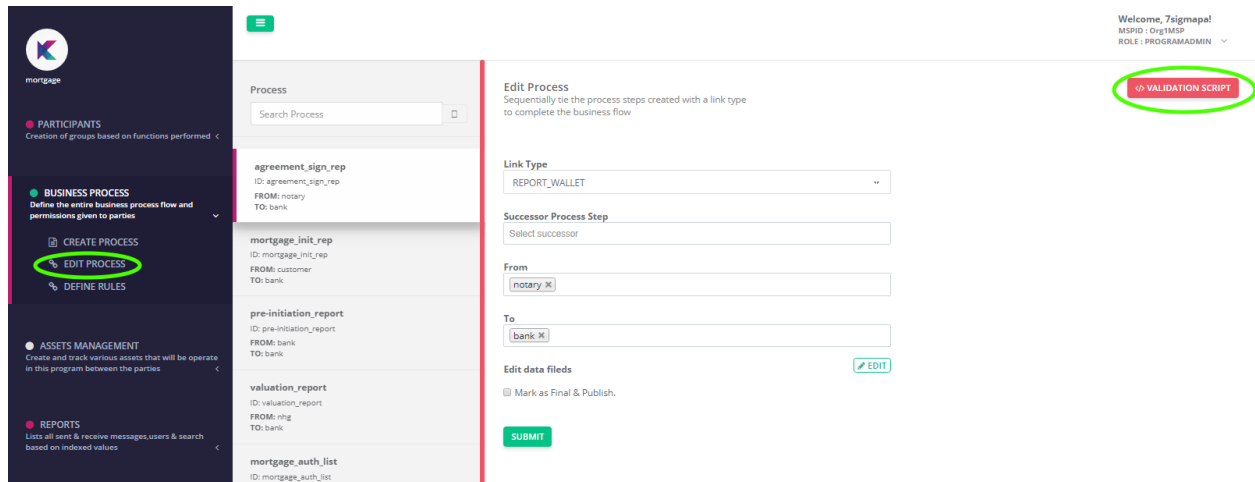 mortgage
PARTICIPANTS
Creation of groups based on functions performed
BUSINESS PROCESS
Define the entire business process flow and
permissions given to parties
CREATE PROCESS
EDIT PROCESS
DEFINE RULES
ASSETS MANAGEMENT
Create and track various assets that will be operate
in this program between the parties
REPORTS
Lists all sent & receive messages,users & search
based on indexed values
Process
Search Process
agreement_sign_rep
ID: agreement_sign_rep
FROM: notary
TO: bank
mortgage_init_rep
ID: mortgage_init_rep
FROM: customer
TO: bank
pre-initiation_report
ID: pre-initiation_report
FROM: bank
TO: bank
valuation_report
ID: valuation_report
FROM: nhg
TO: bank
mortgage_auth_list
ID: mortgage_auth_list
Welcome, 7sigmapa!
MSPID : Org1MSP
ROLE : PROGRAMADMIN
Edit Process
Sequentially tie the process steps created with a link type
to complete the business flow
</> VALIDATION SCRIPT
Link Type
REPORT_WALLET
Successor Process Step
Select successor
From
notary ×
To
bank ×
Edit data fileds
EDIT
Mark as Final & Publish.
SUBMIT